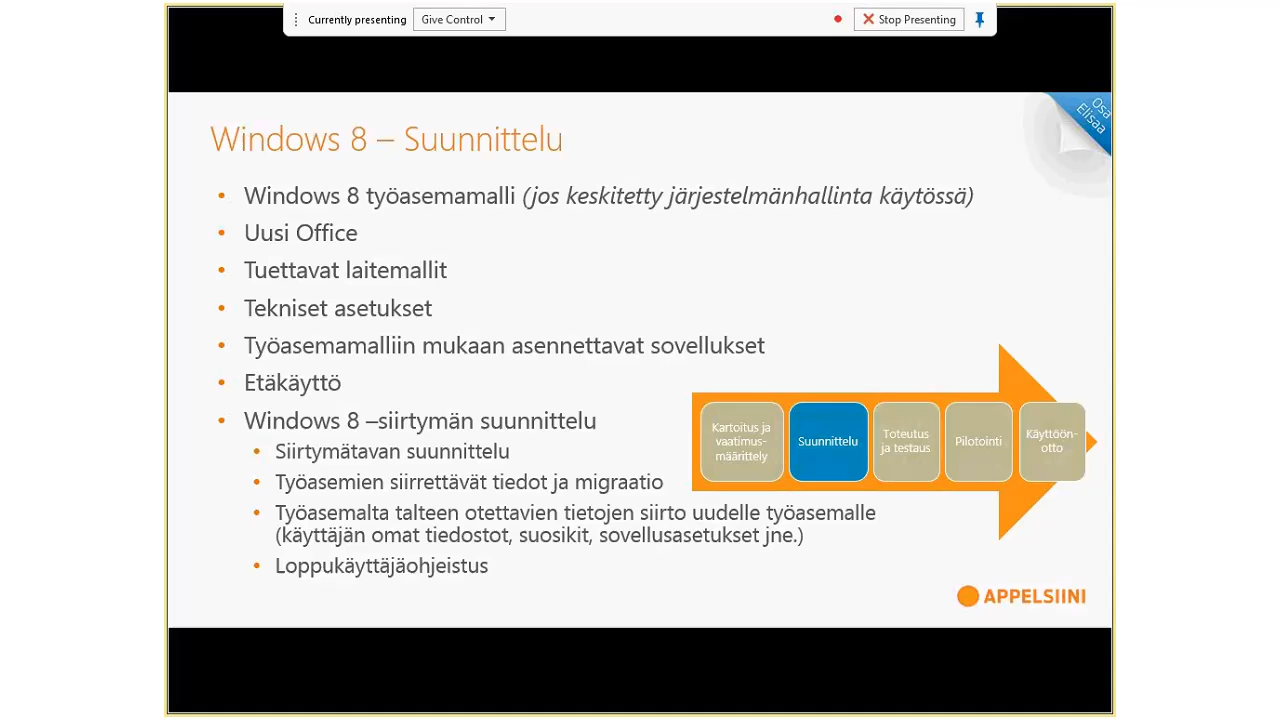 Currently presenting
Give Control
Stop Presenting
Osa
Elisaa
Windows 8 – Suunnittelu
• Windows 8 työasemamalli (jos keskitetty järjestelmänhallinta käytössä)
• Uusi Office
• Tuettavat laitemallit
• Tekniset asetukset
• Työasemamalliin mukaan asennettavat sovellukset
• Etäkäyttö
• Windows 8 –siirtymän suunnittelu
• Siirtymätavan suunnittelu
• Työasemien siirrettävät tiedot ja migraatio
• Työasemalta talteen otettavien tietojen siirto uudelle työasemalle
(käyttäjän omat tiedostot, suosikit, sovellusasetukset jne.)
• Loppukäyttäjäohjeistus
Kartoitus ja
vaatimus-
määrittely
Suunnittelu
Toteutus
ja testaus
Pilotointi
Käyttöön-
otto
APPELSIINI